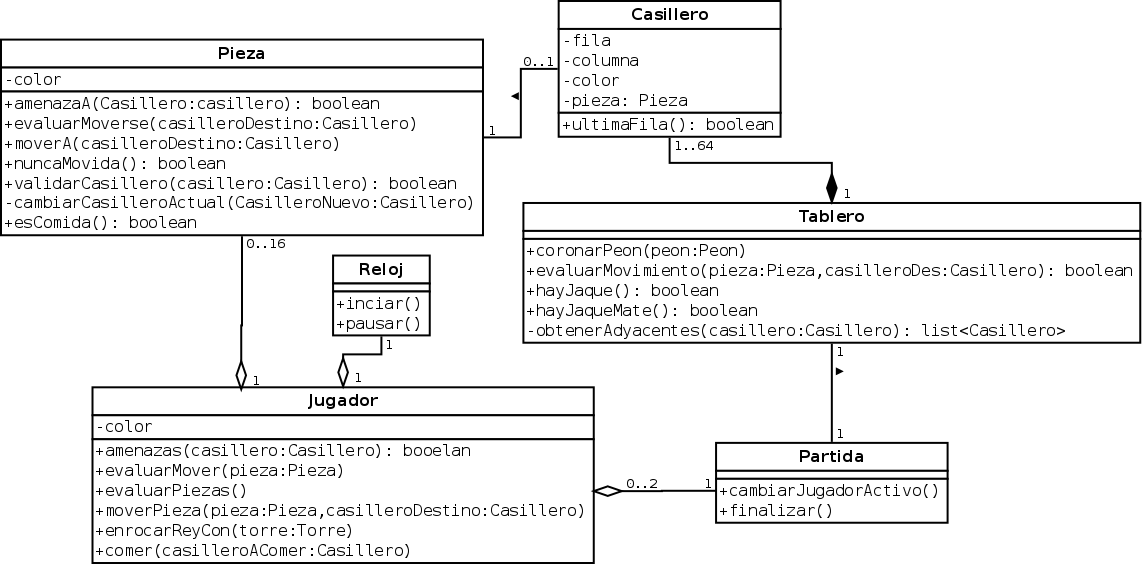 Casillero
-fila
-columna
-color
-pieza: Pieza
+ultimaFila(): boolean
Pieza
-color
+amenazaA(Casillero:casillero): boolean
+evaluarMoverse(casilleroDestino:Casillero)
+moverA(casilleroDestino:Casillero)
+nuncaMovida(): boolean
+validarCasillero(casillero:Casillero): boolean
-cambiarCasilleroActual(CasilleroNuevo:Casillero)
+esComida(): boolean
0..1
1
1..64
1
Tablero
+coronarPeon(peon:Peon)
+evaluarMovimiento(pieza:Pieza,casilleroDes:Casillero): boolean
+hayJaque(): boolean
+hayJaqueMate(): boolean
-obtenerAdyacentes(casillero:Casillero): list<Casillero>
0..16
Reloj
+inciar()
+pausar()
1
1
1
1
1
Jugador
-color
+amenazas(casillero:Casillero): booelan
+evaluarMover(pieza:Pieza)
+evaluarPiezas()
+moverPieza(pieza:Pieza,casilleroDestino:Casillero)
+enrocarReyCon(torre:Torre)
+comer(casilleroAComer:Casillero)
0..2
1
Partida
+cambiarJugadorActivo()
+finalizar()